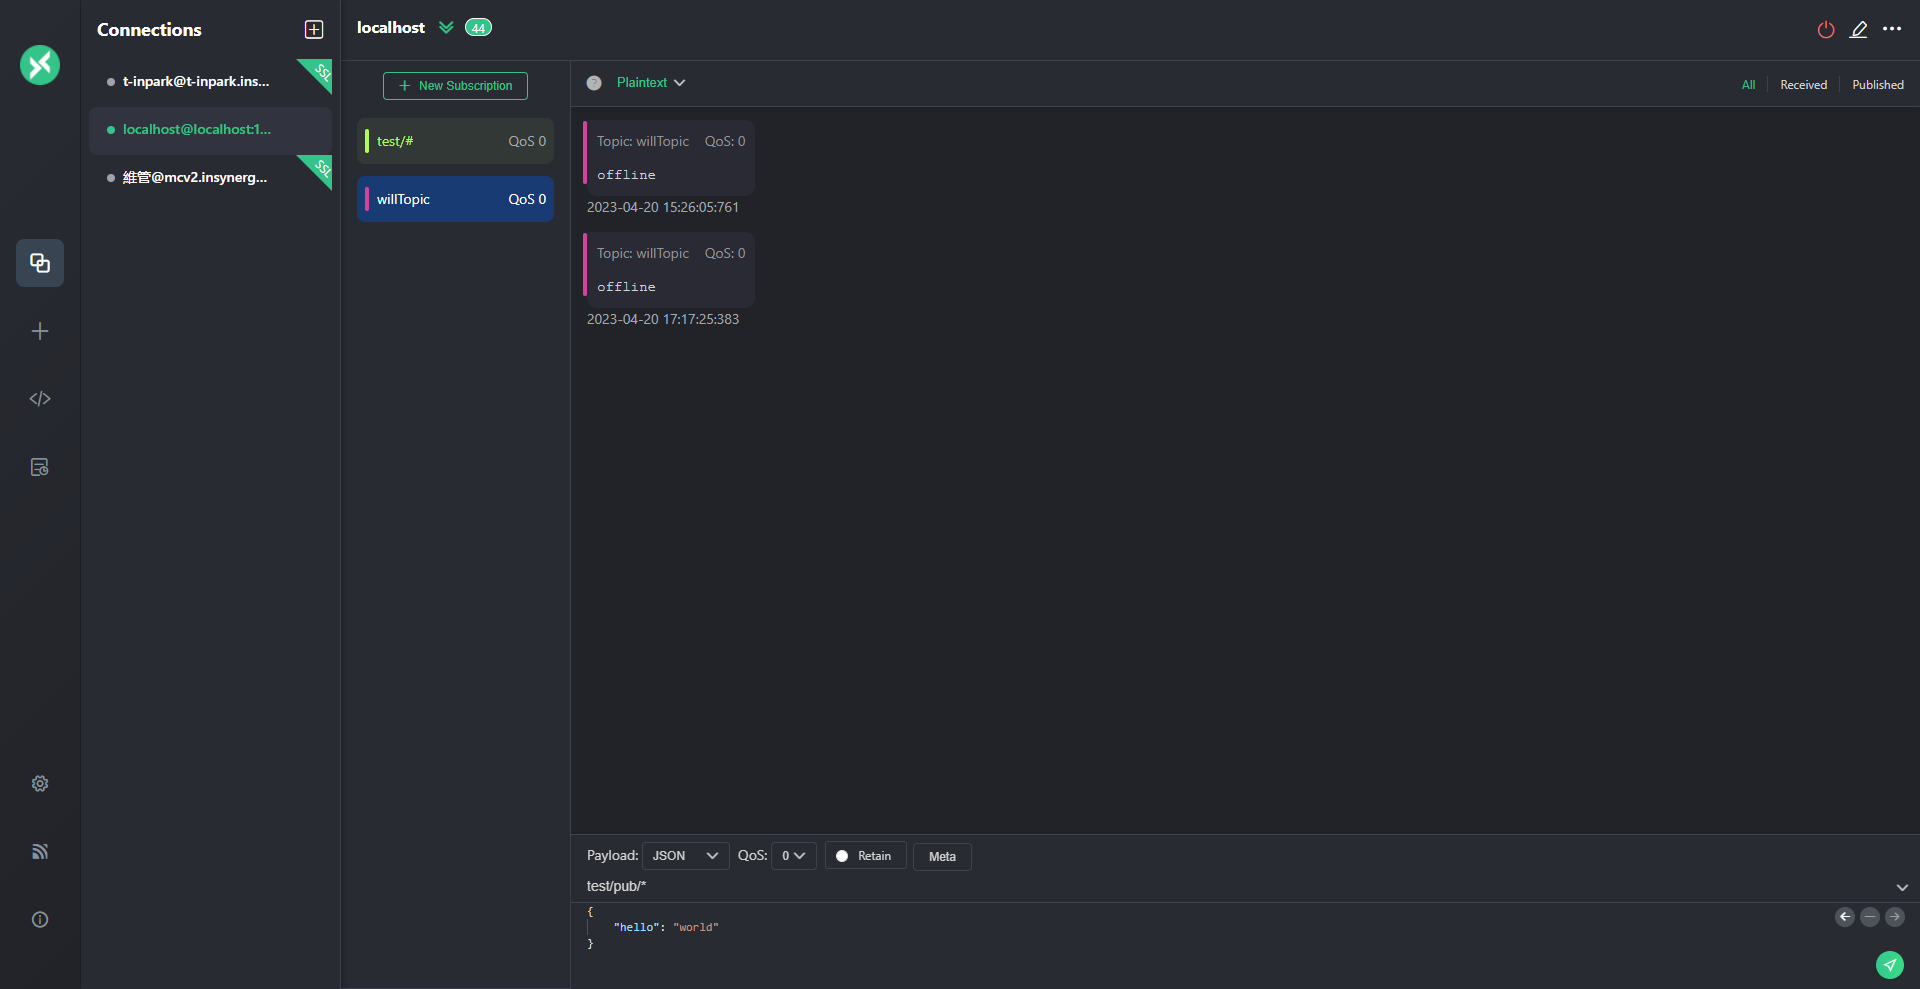 Connections
t-inpark@t-inpark.ins...
SSL
localhost@localhost:1...
維管@mcv2.insynerg...
SSL
localhost 44
New Subscription
test/# QoS 0
willTopic QoS 0
Plaintext
All Received Published
Topic: willTopic QoS: 0
offline
2023-04-20 15:26:05:761
Topic: willTopic QoS: 0
offline
2023-04-20 17:17:25:383
Payload: JSON QoS: 0 Retain Meta
test/pub/*
{
"hello": "world"
}